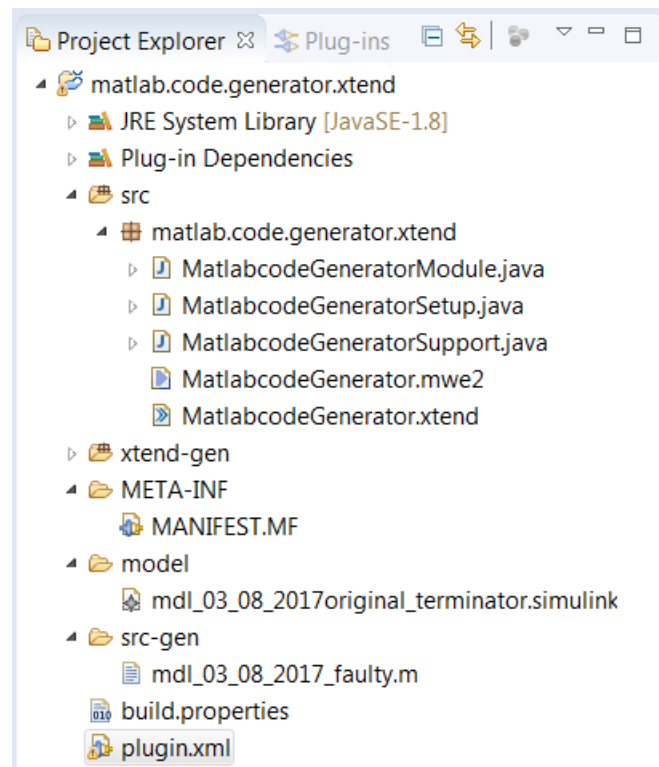 Project Explorer Plug-ins
matlab.code.generator.xtend
JRE System Library [JavaSE-1.8]
Plug-in Dependencies
src
matlab.code.generator.xtend
MatlabcodeGeneratorModule.java
MatlabcodeGeneratorSetup.java
MatlabcodeGeneratorSupport.java
MatlabcodeGenerator.mwe2
MatlabcodeGenerator.xtend
xtend-gen
META-INF
MANIFEST.MF
model
mdl_03_08_2017original_terminator.simulink
src-gen
mdl_03_08_2017_faulty.m
build.properties
plugin.xml